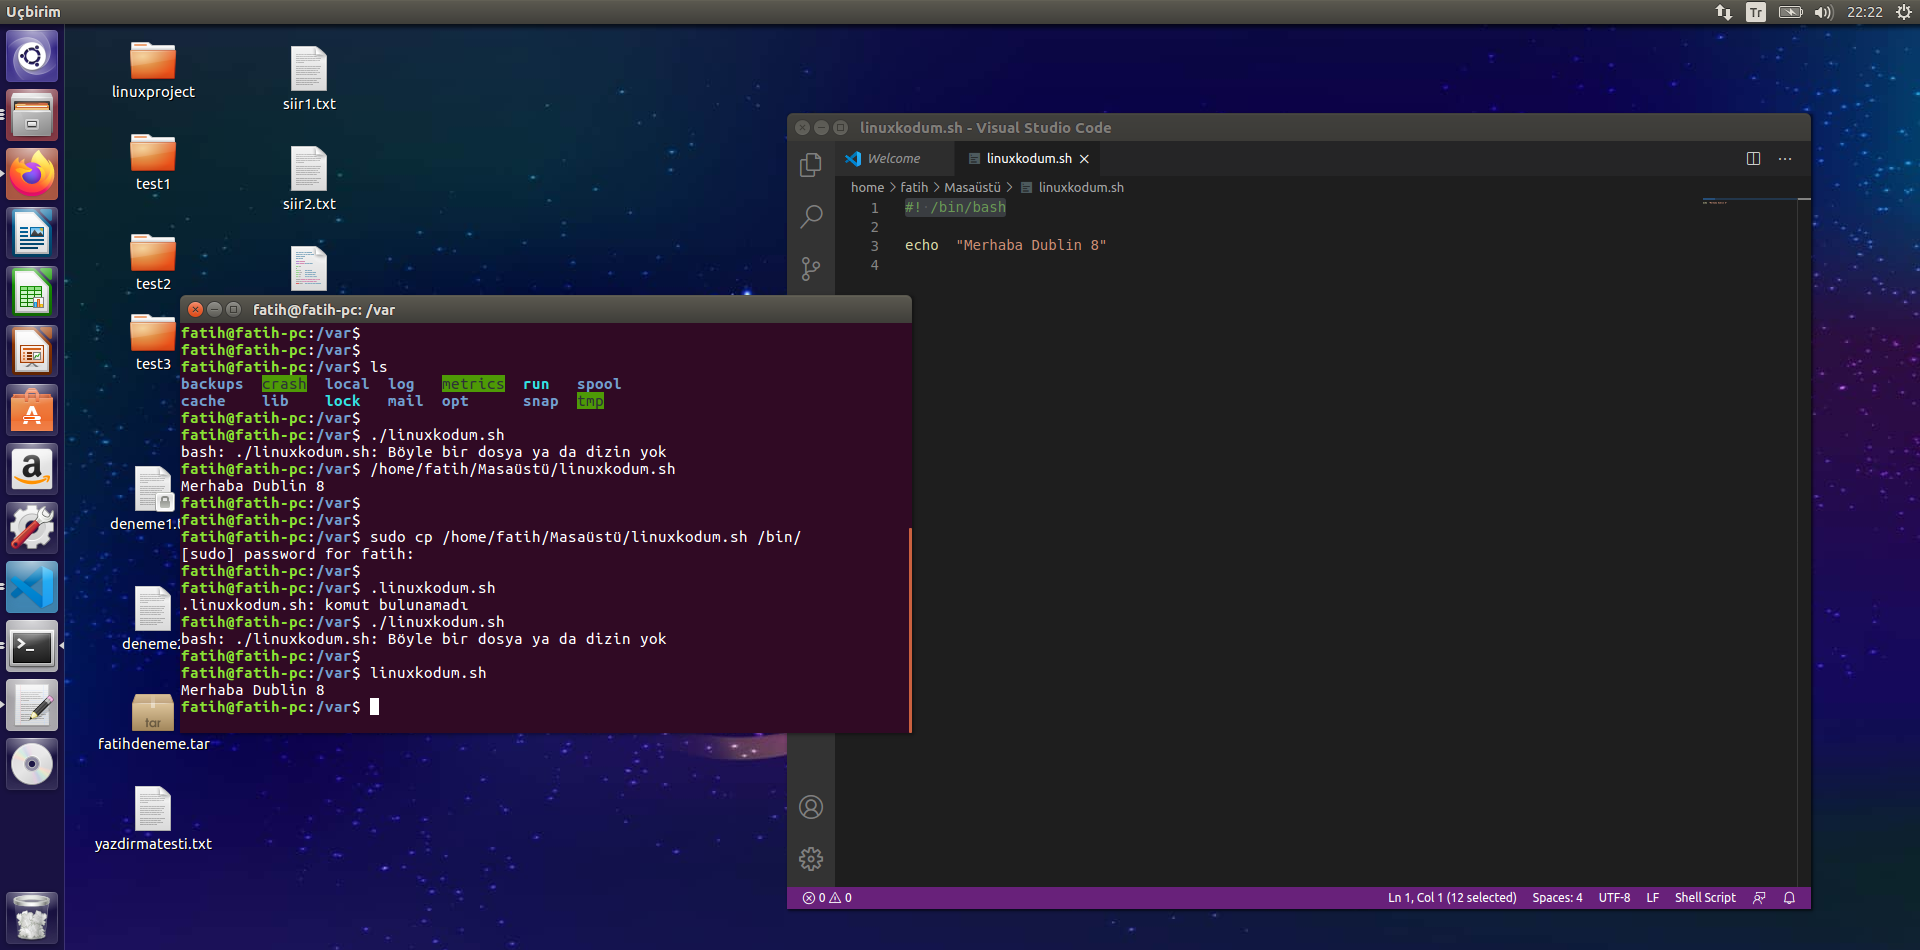 Uçbirim
Tr
22:22
linuxproject
siir1.txt
test1
siir2.txt
test2
test3
deneme1.t
deneme2
tar
fatihdeneme.tar
yazdirmatesti.txt
linuxkodum.sh - Visual Studio Code
Welcome
linuxkodum.sh
home > fatih > Masaüstü > linuxkodum.sh
1 #! /bin/bash
2
3 echo  "Merhaba Dublin 8"
4
0 0
Ln 1, Col 1 (12 selected) Spaces: 4 UTF-8 LF Shell Script
fatih@fatih-pc: /var
fatih@fatih-pc:/var$
fatih@fatih-pc:/var$
fatih@fatih-pc:/var$ ls
backups  crash  local  log  metrics  run  spool
cache  lib  lock  mail  opt  snap  tmp
fatih@fatih-pc:/var$
fatih@fatih-pc:/var$ ./linuxkodum.sh
bash: ./linuxkodum.sh: Böyle bir dosya ya da dizin yok
fatih@fatih-pc:/var$ /home/fatih/Masaüstü/linuxkodum.sh
Merhaba Dublin 8
fatih@fatih-pc:/var$
fatih@fatih-pc:/var$
fatih@fatih-pc:/var$ sudo cp /home/fatih/Masaüstü/linuxkodum.sh /bin/
[sudo] password for fatih:
fatih@fatih-pc:/var$
fatih@fatih-pc:/var$ .linuxkodum.sh
.linuxkodum.sh: komut bulunamadı
fatih@fatih-pc:/var$ ./linuxkodum.sh
bash: ./linuxkodum.sh: Böyle bir dosya ya da dizin yok
fatih@fatih-pc:/var$
fatih@fatih-pc:/var$ linuxkodum.sh
Merhaba Dublin 8
fatih@fatih-pc:/var$